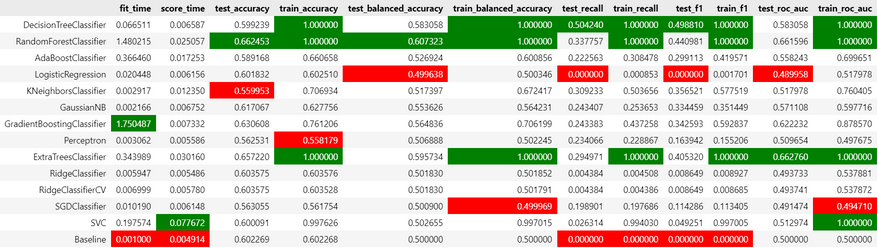 fit_time score_time test_accuracy train_accuracy test_balanced_accuracy train_balanced_accuracy test_recall train_recall test_f1 train_f1 test_roc_auc train_roc_auc
DecisionTreeClassifier 0.066511 0.006587 0.599239 1.000000 0.583058 1.000000 0.504240 1.000000 0.498810 1.000000 0.583058 1.000000
RandomForestClassifier 1.480215 0.025057 0.662453 1.000000 0.607323 1.000000 0.337757 1.000000 0.440981 1.000000 0.661596 1.000000
AdaBoostClassifier 0.366460 0.017253 0.589168 0.660658 0.526924 0.600856 0.222563 0.308478 0.299113 0.419571 0.558243 0.699651
LogisticRegression 0.020448 0.006156 0.601832 0.602510 0.499638 0.500346 0.000000 0.000853 0.000000 0.001701 0.489958 0.517978
KNeighborsClassifier 0.002917 0.012350 0.559953 0.706934 0.517397 0.672417 0.309233 0.503656 0.356521 0.577519 0.517918 0.760405
GaussianNB 0.002166 0.006752 0.617067 0.627756 0.553626 0.564231 0.243407 0.253653 0.334459 0.351449 0.571108 0.597716
GradientBoostingClassifier 1.750487 0.007332 0.630608 0.761206 0.564836 0.706199 0.243383 0.437258 0.342593 0.592837 0.622232 0.878570
Perceptron 0.003062 0.005586 0.562531 0.558179 0.506888 0.502245 0.234066 0.228867 0.163942 0.155206 0.509654 0.497675
ExtraTreesClassifier 0.343989 0.030160 0.657220 1.000000 0.595734 1.000000 0.294971 1.000000 0.405320 1.000000 0.662760 1.000000
RidgeClassifier 0.005947 0.005486 0.603575 0.603536 0.501830 0.501852 0.004384 0.004508 0.008649 0.008927 0.493733 0.537881
RidgeClassifierCV 0.006999 0.005780 0.603575 0.603528 0.501830 0.501791 0.004384 0.004386 0.008649 0.008685 0.493741 0.537872
SGDClassifier 0.010190 0.006148 0.563055 0.561754 0.500900 0.499969 0.198901 0.197686 0.114286 0.113405 0.491474 0.494710
SVC 0.197574 0.077672 0.600091 0.997626 0.502655 0.997015 0.026314 0.994030 0.049251 0.997005 0.512974 1.000000
Baseline 0.001000 0.004914 0.602269 0.602268 0.500000 0.500000 0.000000 0.000000 0.000000 0.000000 0.500000 0.500000